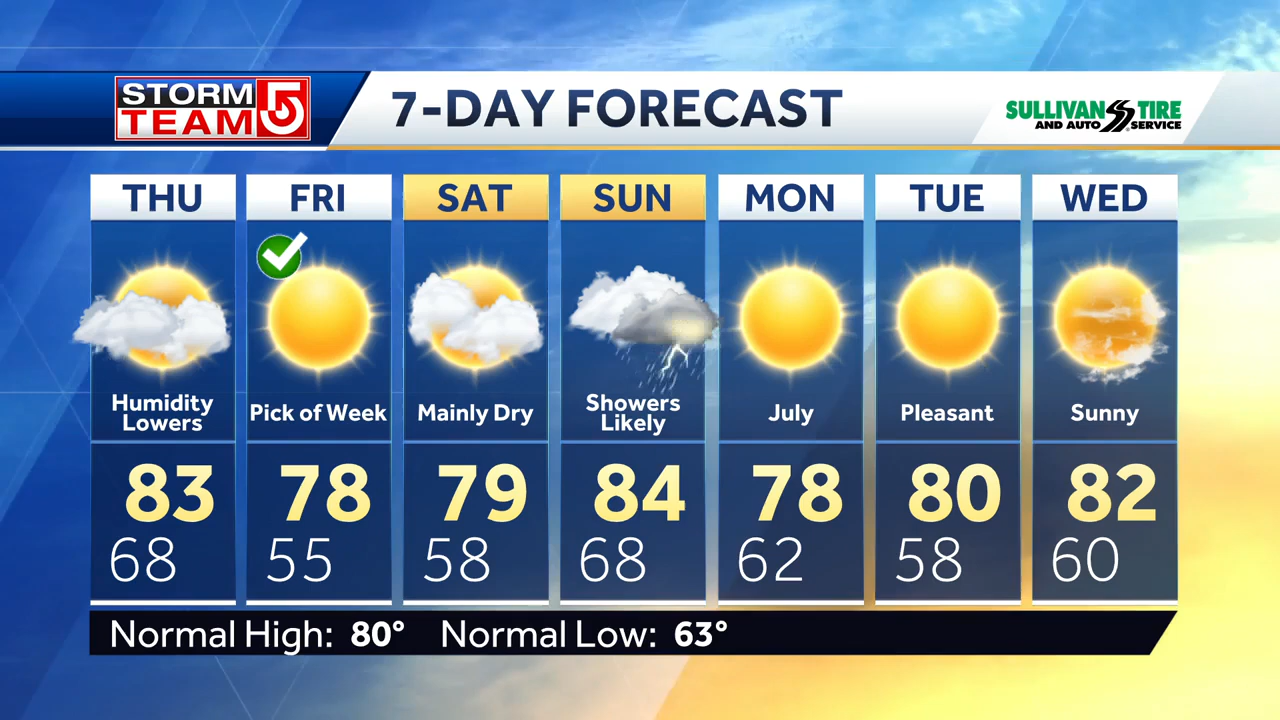 STORM
TEAM 5
7-DAY FORECAST
SULLIVAN TIRE
AND AUTO SERVICE
THU FRI SAT SUN MON TUE WED
Humidity
Lowers
Pick of Week
Mainly Dry
Showers
Likely
July
Pleasant
Sunny
83 78 79 84 78 80 82
68 55 58 68 62 58 60
Normal High: 80° Normal Low: 63°